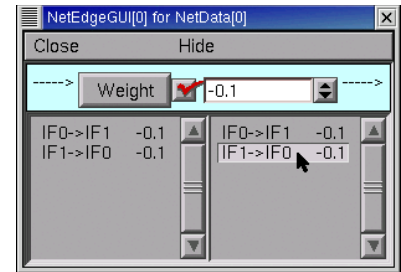 NetEdgeGUI[0] for NetData[0]
Close Hide
-----> Weight -0.1 ----->
IF0->IF1 -0.1 IF0->IF1 -0.1
IF1->IF0 -0.1 IF1->IF0 -0.1